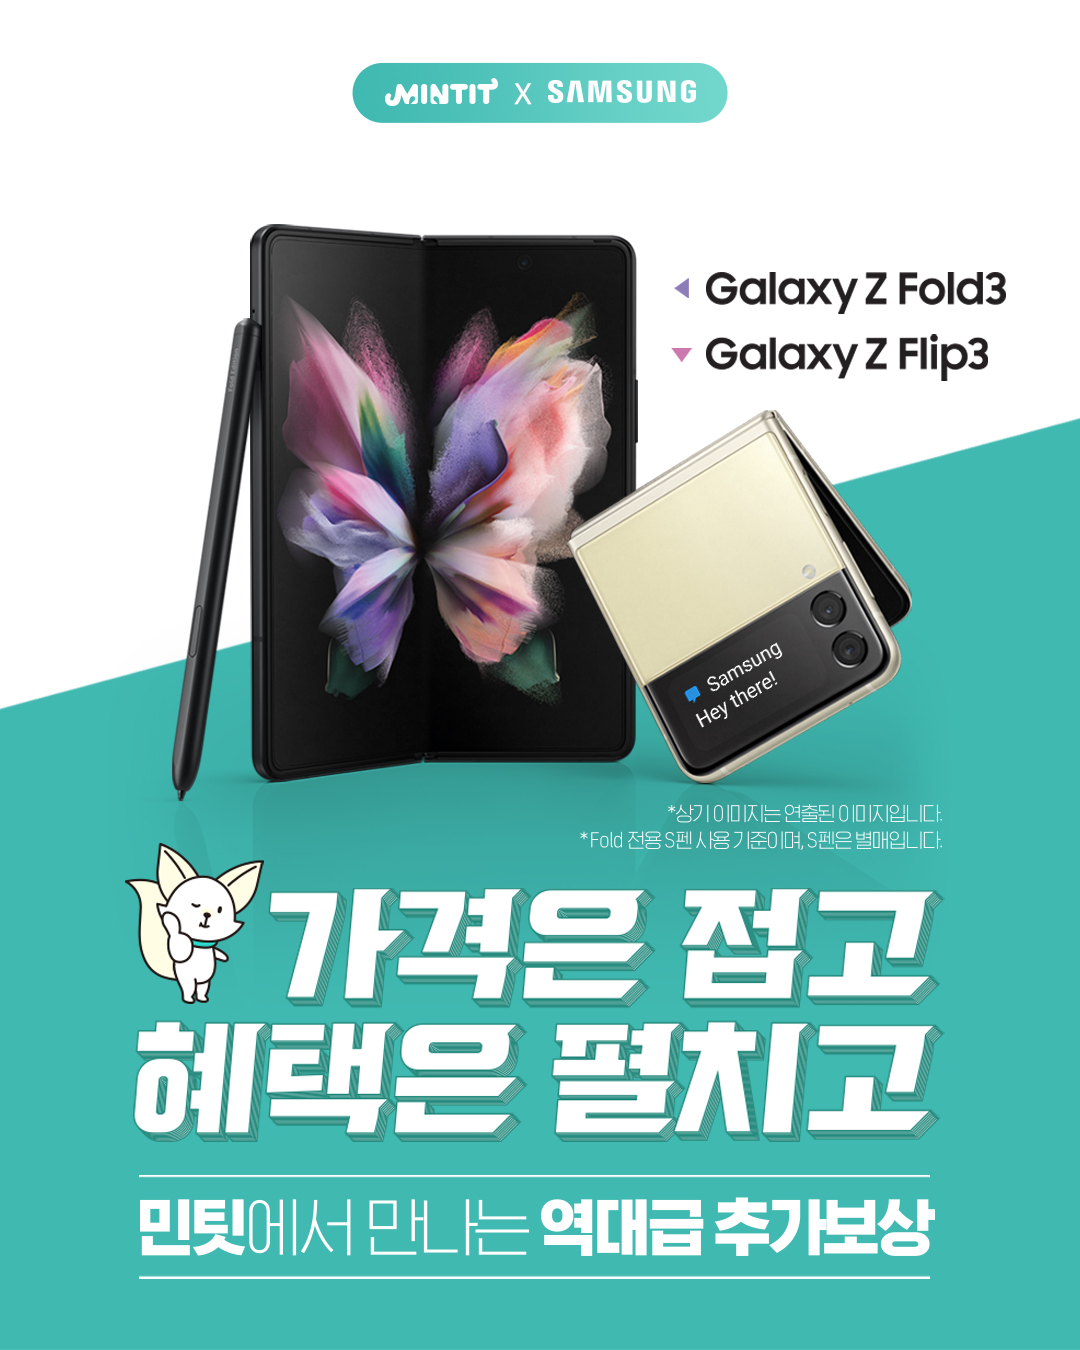 MINTIT X SAMSUNG
Galaxy Z Fold3
Galaxy Z Flip3
Samsung
Hey there!
*상기 이미지는 연출된 이미지입니다.
*Fold 전용 S펜 사용 기준이며, S펜은 별매입니다.
가격은 접고
혜택은 펼치고
민팃에서 만나는 역대급 추가보상